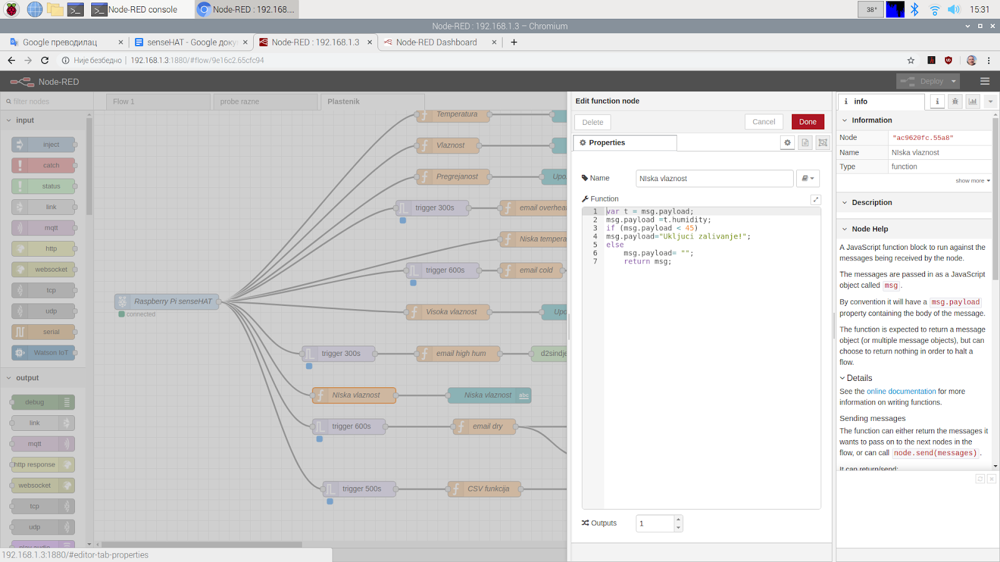 Node-RED console
Node-RED : 192.168....
38°
15:31
Node-RED : 192.168.1.3 – Chromium
Google преводилац
senseHAT - Google докум
Node-RED : 192.168.1.3
Node-RED Dashboard
Није безбедно
192.168.1.3:1880/#flow/9e16c2.65cfc94
Node-RED
Deploy
filter nodes
Flow 1
probe razne
Plastenik
input
inject
catch
status
link
mqtt
http
websocket
tcp
udp
serial
Watson IoT
output
debug
link
mqtt
http response
websocket
tcp
udp
play audio
192.168.1.3:1880/#editor-tab-properties
Temperatura
Vlaznost
Pregrejanost
Upo
trigger 300s
email overhea
Niska tempera
trigger 600s
email cold
Raspberry Pi senseHAT
connected
Visoka vlaznost
Upo
trigger 300s
email high hum
d2sindje
NIska vlaznost
Niska vlaznost
abc
trigger 600s
email dry
trigger 500s
CSV funkcija
Edit function node
Delete
Cancel
Done
Properties
Name
NIska vlaznost
Function
1 var t = msg.payload;
2 msg.payload =t.humidity;
3 if (msg.payload < 45)
4 msg.payload="Ukljuci zalivanje!";
5 else
6 msg.payload= "";
7 return msg;
Outputs
1
info
Information
Node "ac9620fc.55a8"
Name NIska vlaznost
Type function
show more
Description
Node Help
A JavaScript function block to run against the
messages being received by the node.
The messages are passed in as a JavaScript
object called msg .
By convention it will have a msg.payload
property containing the body of the message.
The function is expected to return a message
object (or multiple message objects), but can
choose to return nothing in order to halt a
flow.
Details
See the online documentation for more
information on writing functions.
Sending messages
The function can either return the messages it
wants to pass on to the next nodes in the
flow, or can call node.send(messages) .
It can return/send: